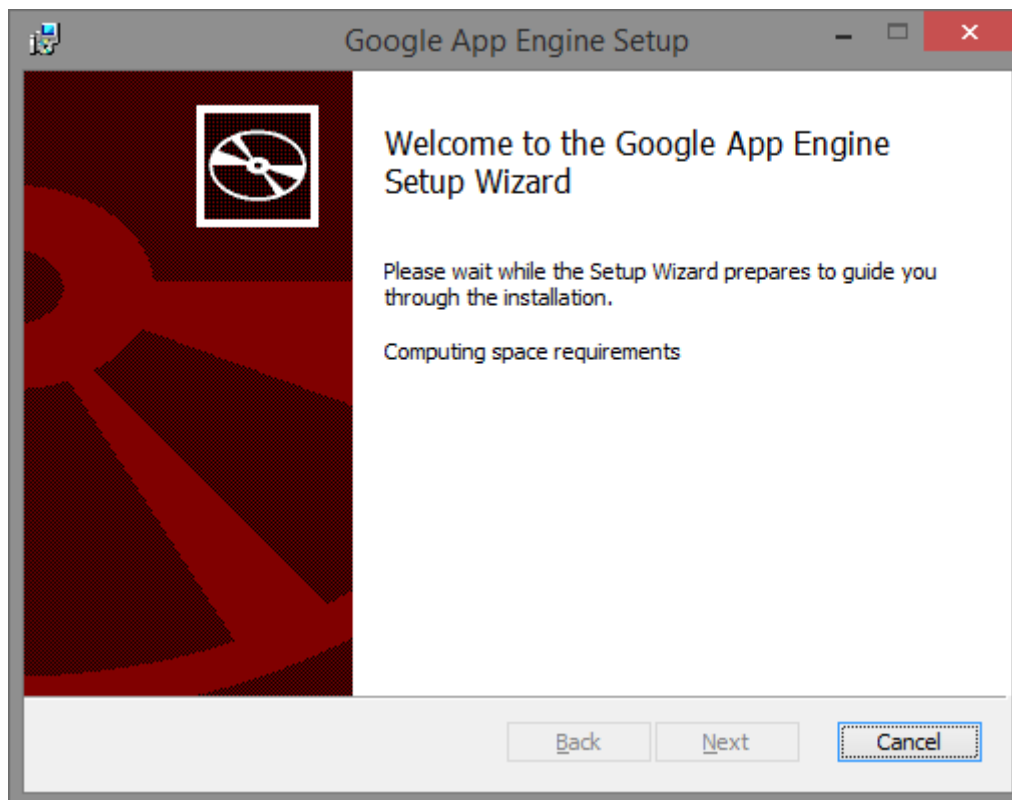 Google App Engine Setup
Welcome to the Google App Engine
Setup Wizard
Please wait while the Setup Wizard prepares to guide you
through the installation.
Computing space requirements
Back
Next
Cancel